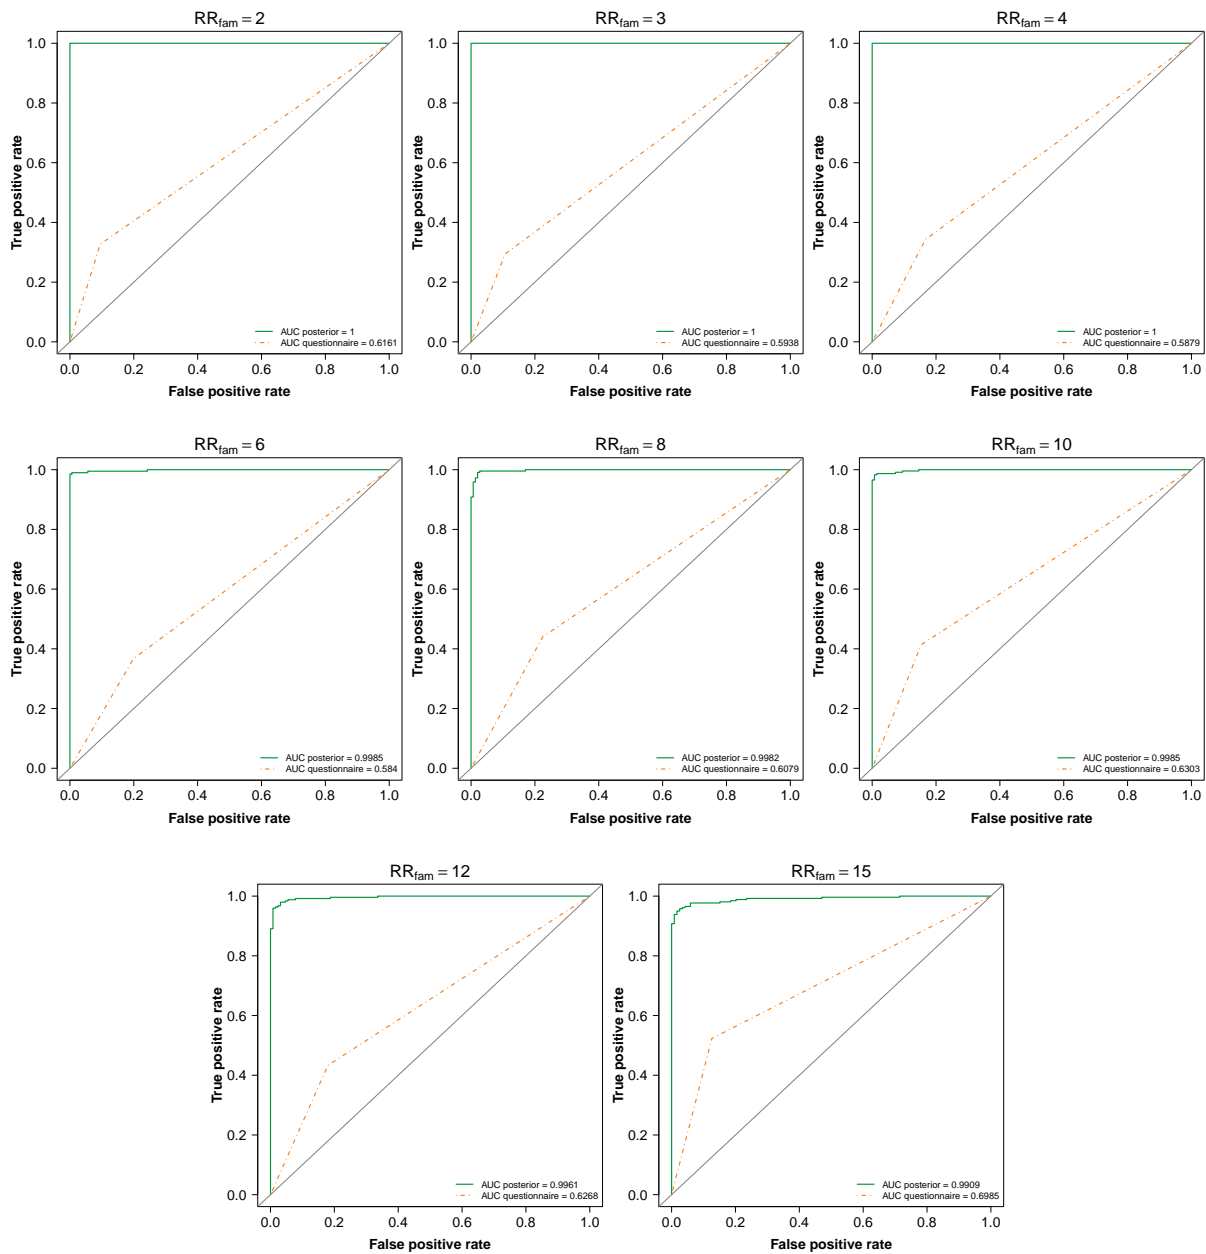 RRfam = 2
1.0
0.8
0.6
0.4
0.2
0.0
True positive rate
AUC posterior = 1
AUC questionnaire = 0.6161
0.0 0.2 0.4 0.6 0.8 1.0
False positive rate
RRfam = 3
1.0
0.8
0.6
0.4
0.2
0.0
True positive rate
AUC posterior = 1
AUC questionnaire = 0.5938
0.0 0.2 0.4 0.6 0.8 1.0
False positive rate
RRfam = 4
1.0
0.8
0.6
0.4
0.2
0.0
True positive rate
AUC posterior = 1
AUC questionnaire = 0.5879
0.0 0.2 0.4 0.6 0.8 1.0
False positive rate
RRfam = 6
1.0
0.8
0.6
0.4
0.2
0.0
True positive rate
AUC posterior = 0.9985
AUC questionnaire = 0.584
0.0 0.2 0.4 0.6 0.8 1.0
False positive rate
RRfam = 8
1.0
0.8
0.6
0.4
0.2
0.0
True positive rate
AUC posterior = 0.9982
AUC questionnaire = 0.6079
0.0 0.2 0.4 0.6 0.8 1.0
False positive rate
RRfam = 10
1.0
0.8
0.6
0.4
0.2
0.0
True positive rate
AUC posterior = 0.9985
AUC questionnaire = 0.6303
0.0 0.2 0.4 0.6 0.8 1.0
False positive rate
RRfam = 12
1.0
0.8
0.6
0.4
0.2
0.0
True positive rate
AUC posterior = 0.9961
AUC questionnaire = 0.6268
0.0 0.2 0.4 0.6 0.8 1.0
False positive rate
RRfam = 15
1.0
0.8
0.6
0.4
0.2
0.0
True positive rate
AUC posterior = 0.9909
AUC questionnaire = 0.6985
0.0 0.2 0.4 0.6 0.8 1.0
False positive rate